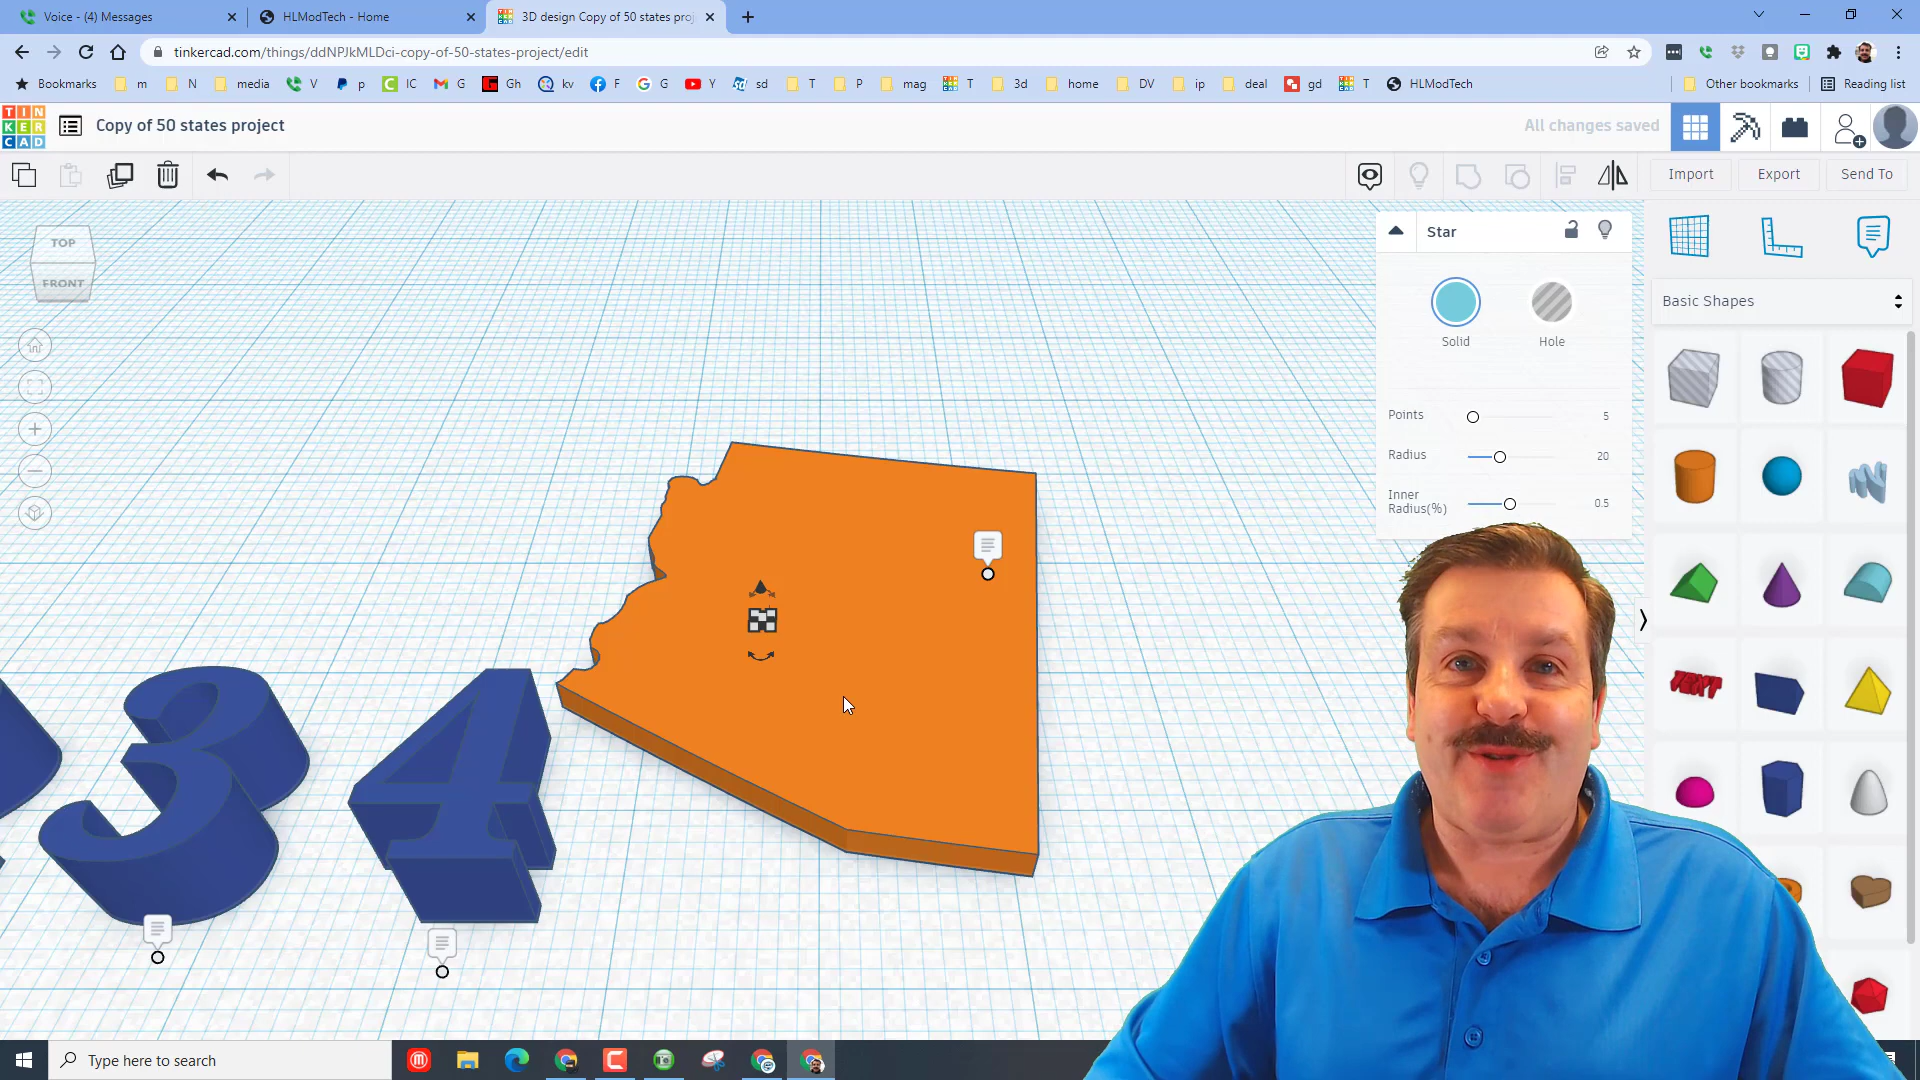 Voice - (4) Messages
HLModTech - Home
3D design Copy of 50 states proj
tinkercad.com/things/ddNPJkMLDci-copy-of-50-states-project/edit
Bookmarks m N media V p IC G Gh kv F G Y sd T P mag T 3d home DV ip deal gd T HLModTech Other bookmarks Reading list
TIN
KER
CAD
Copy of 50 states project
All changes saved
Import Export Send To
TOP
FRONT
Star
Solid Hole
Points 5
Radius 20
Inner
Radius(%) 0.5
Basic Shapes
TEXT
3 4
Type here to search